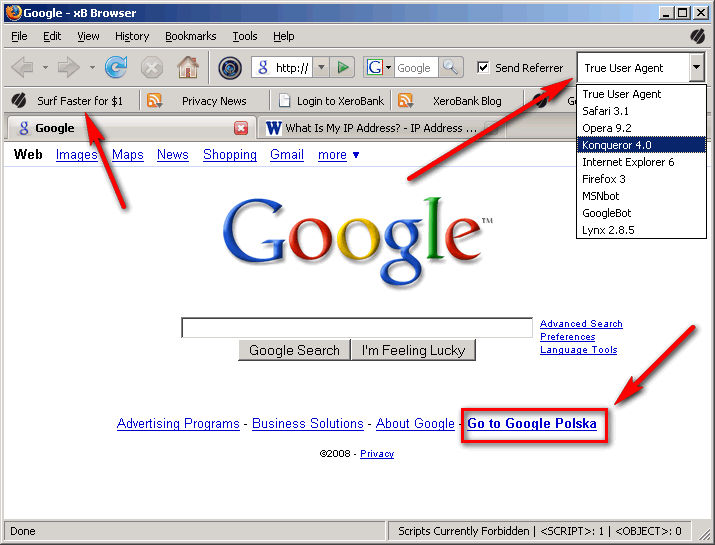 Google - xB Browser
File Edit View History Bookmarks Tools Help
http:// G Google Send Referrer True User Agent
Surf Faster for $1 Privacy News Login to XeroBank XeroBank Blog
True User Agent
Safari 3.1
Opera 9.2
Konqueror 4.0
Internet Explorer 6
Firefox 3
MSNbot
GoogleBot
Lynx 2.8.5
Google What Is My IP Address? - IP Address ...
Web Images Maps News Shopping Gmail more ▼
Google™
Advanced Search
Preferences
Language Tools
Google Search I'm Feeling Lucky
Advertising Programs - Business Solutions - About Google - Go to Google Polska
©2008 - Privacy
Done Scripts Currently Forbidden | <SCRIPT>: 1 | <OBJECT>: 0